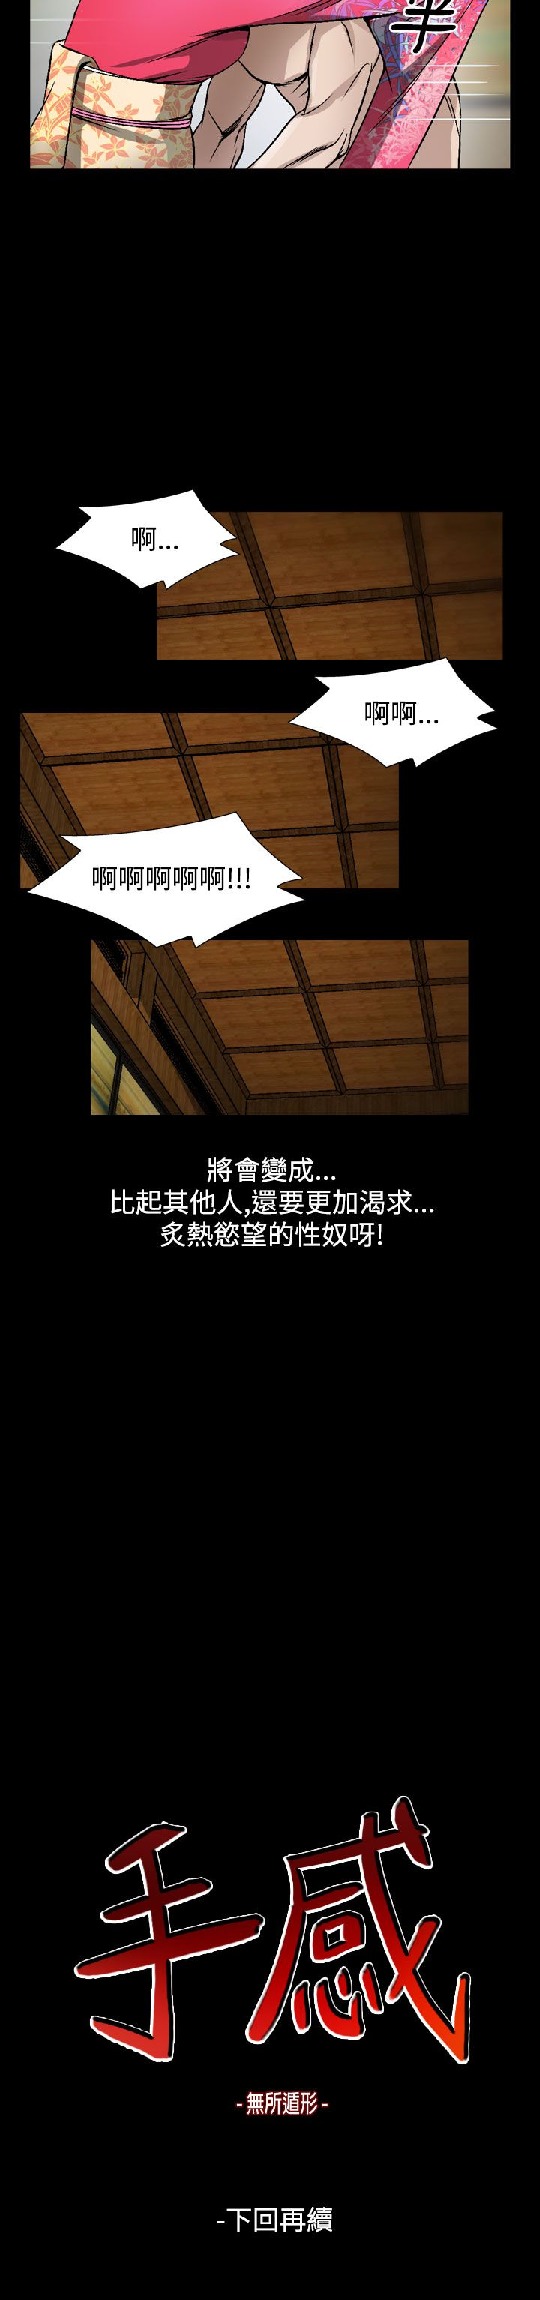 啊...
啊啊...
啊啊啊啊啊!!!
將會變成...
比起其他人,還要更加渴求...
炙熱慾望的性奴呀!
手感
- 無所遁形 -
-下回再續